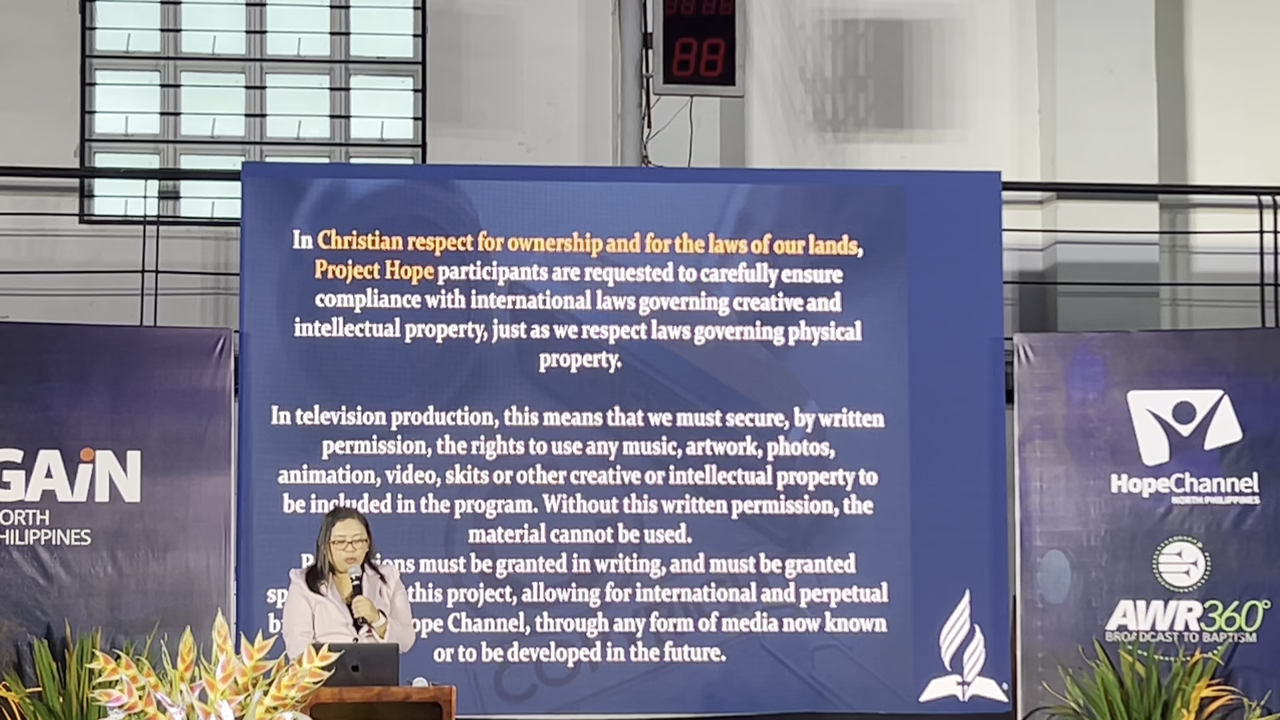 88
In Christian respect for ownership and for the laws of our lands,
Project Hope participants are requested to carefully ensure
compliance with international laws governing creative and
intellectual property, just as we respect laws governing physical
property.
In television production, this means that we must secure, by written
permission, the rights to use any music, artwork, photos,
animation, video, skits or other creative or intellectual property to
be included in the program. Without this written permission, the
material cannot be used.
must be granted in writing, and must be granted
this project, allowing for international and perpetual
Channel, through any form of media now known
or to be developed in the future.
GAiN
PHILIPPINES
HopeChannel
NORTH PHILIPPINES
AWR360°
BROADCAST TO BAPTISM